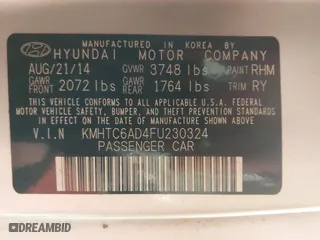 HYUNDAI MOTOR COMPANY
MANUFACTURED IN KOREA BY
AUG/21/14 GVWR 3748 lbs PAINT RHM
GAWR FRONT 2072 lbs GAWR REAR 1764 lbs TRIM RY
This vehicle conforms to all applicable
U.S. Federal Motor Vehicle Safety,
Bumper, and Theft Prevention Standards
in effect on the date of manufacture
shown above.
V.I.N KMHTC6AD4FU230324
PASSENGER CAR
© DEALERCAR © AUTOBIDMASTER